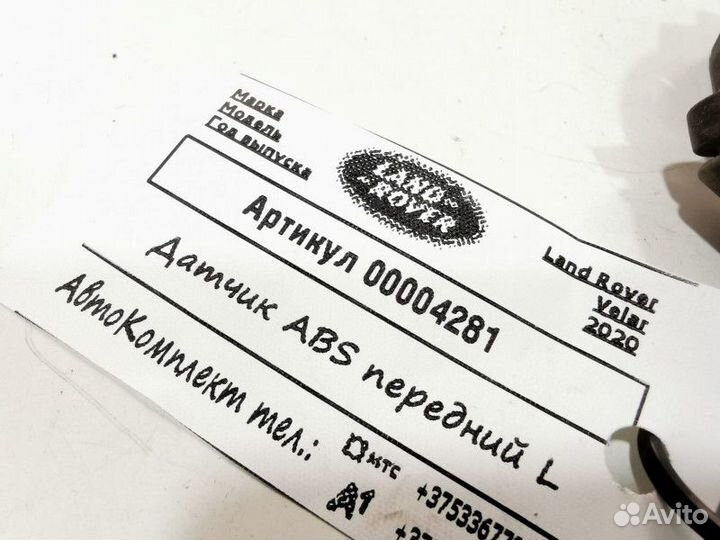 Марка
Модель
Год выпуска
LAND-
-ROVER
Land Rover
Velar
2020
Артикул 00004281
Датчик ABS передний L
АвтоКомплект тел.:
мтс
A1
Avito